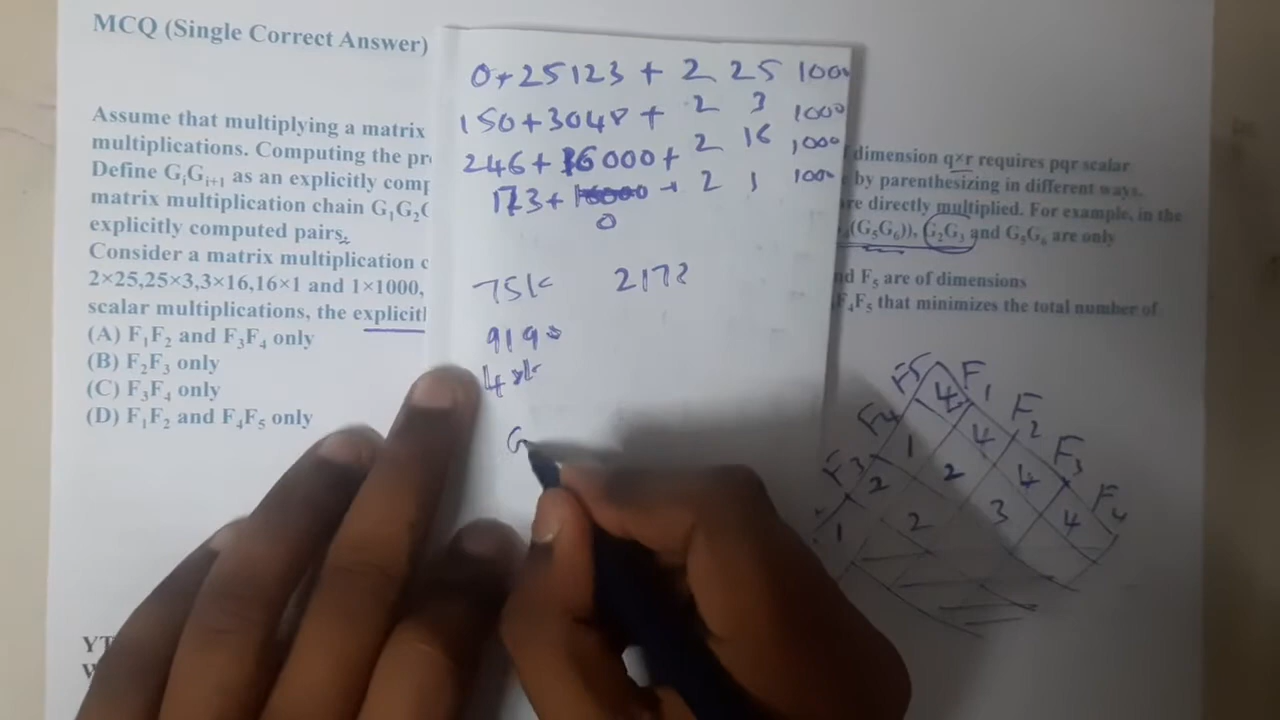 MCQ (Single Correct Answer)
Assume that multiplying a matrix
multiplications. Computing the pr
Define GᵢGᵢ₊₁ as an explicitly comp
matrix multiplication chain G₁G₂
explicitly computed pairs.
Consider a matrix multiplication c
2×25,25×3,3×16,16×1 and 1×1000,
scalar multiplications, the explicitl
(A) F₁F₂ and F₃F₄ only
(B) F₂F₃ only
(C) F₃F₄ only
(D) F₁F₂ and F₄F₅ only
YT
0+25123 + 2 25 1000
150+3048 + 2 3 1000
246+16000+ 2 16 1000
173+ 0 + 2 1 1000
75k 2173
9190
G
dimension q×r requires pqr scalar
by parenthesizing in different ways.
re directly multiplied. For example, in the
(G₅G₆)), G₂G₃ and G₅G₆ are only
nd F₅ are of dimensions
F₄F₅ that minimizes the total number of
F5 F1
F4 4 F2
F3 1 4 F3
2 2 4 F4
1 2 3 4